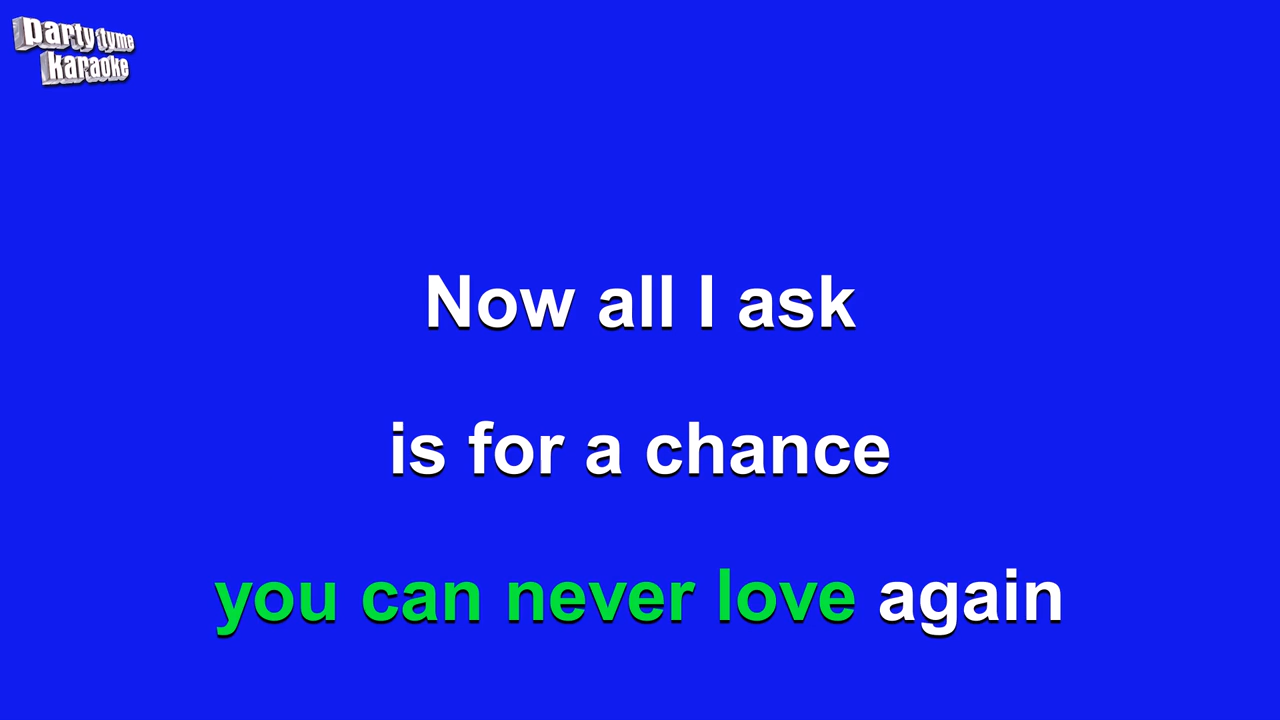 party tyme
karaoke
Now all I ask
is for a chance
you can never love again